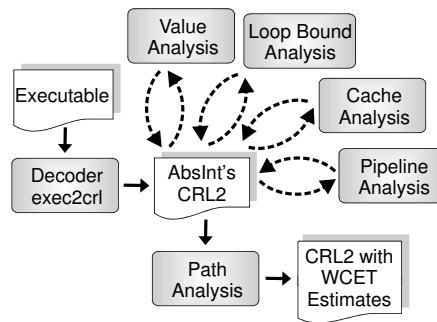 Value
Analysis
Loop Bound
Analysis
Executable
Cache
Analysis
Decoder
exec2crl
AbsInt's
CRL2
Pipeline
Analysis
Path
Analysis
CRL2 with
WCET
Estimates